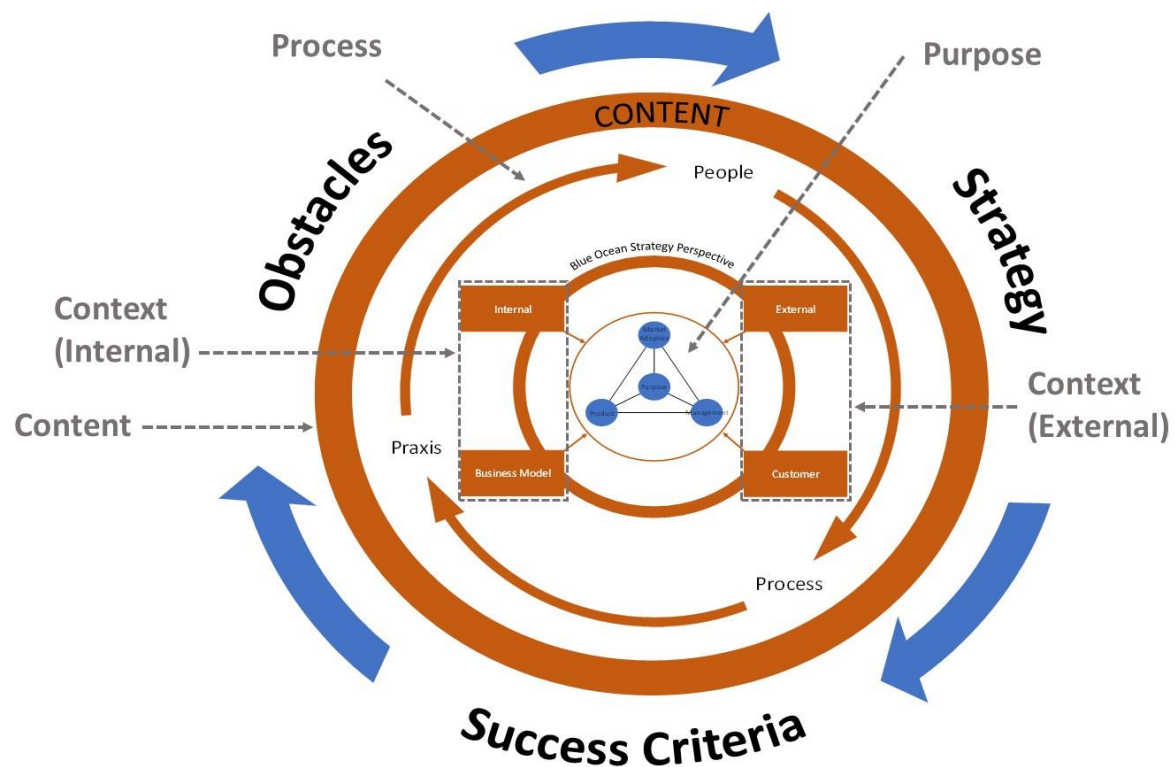 Process
Purpose
CONTENT
Obstacles
Strategy
People
Blue Ocean Strategy Perspective
Context
(Internal)
Internal
External
Market
Adoption
Purpose
Product
Management
Context
(External)
Content
Praxis
Business Model
Customer
Process
Success Criteria